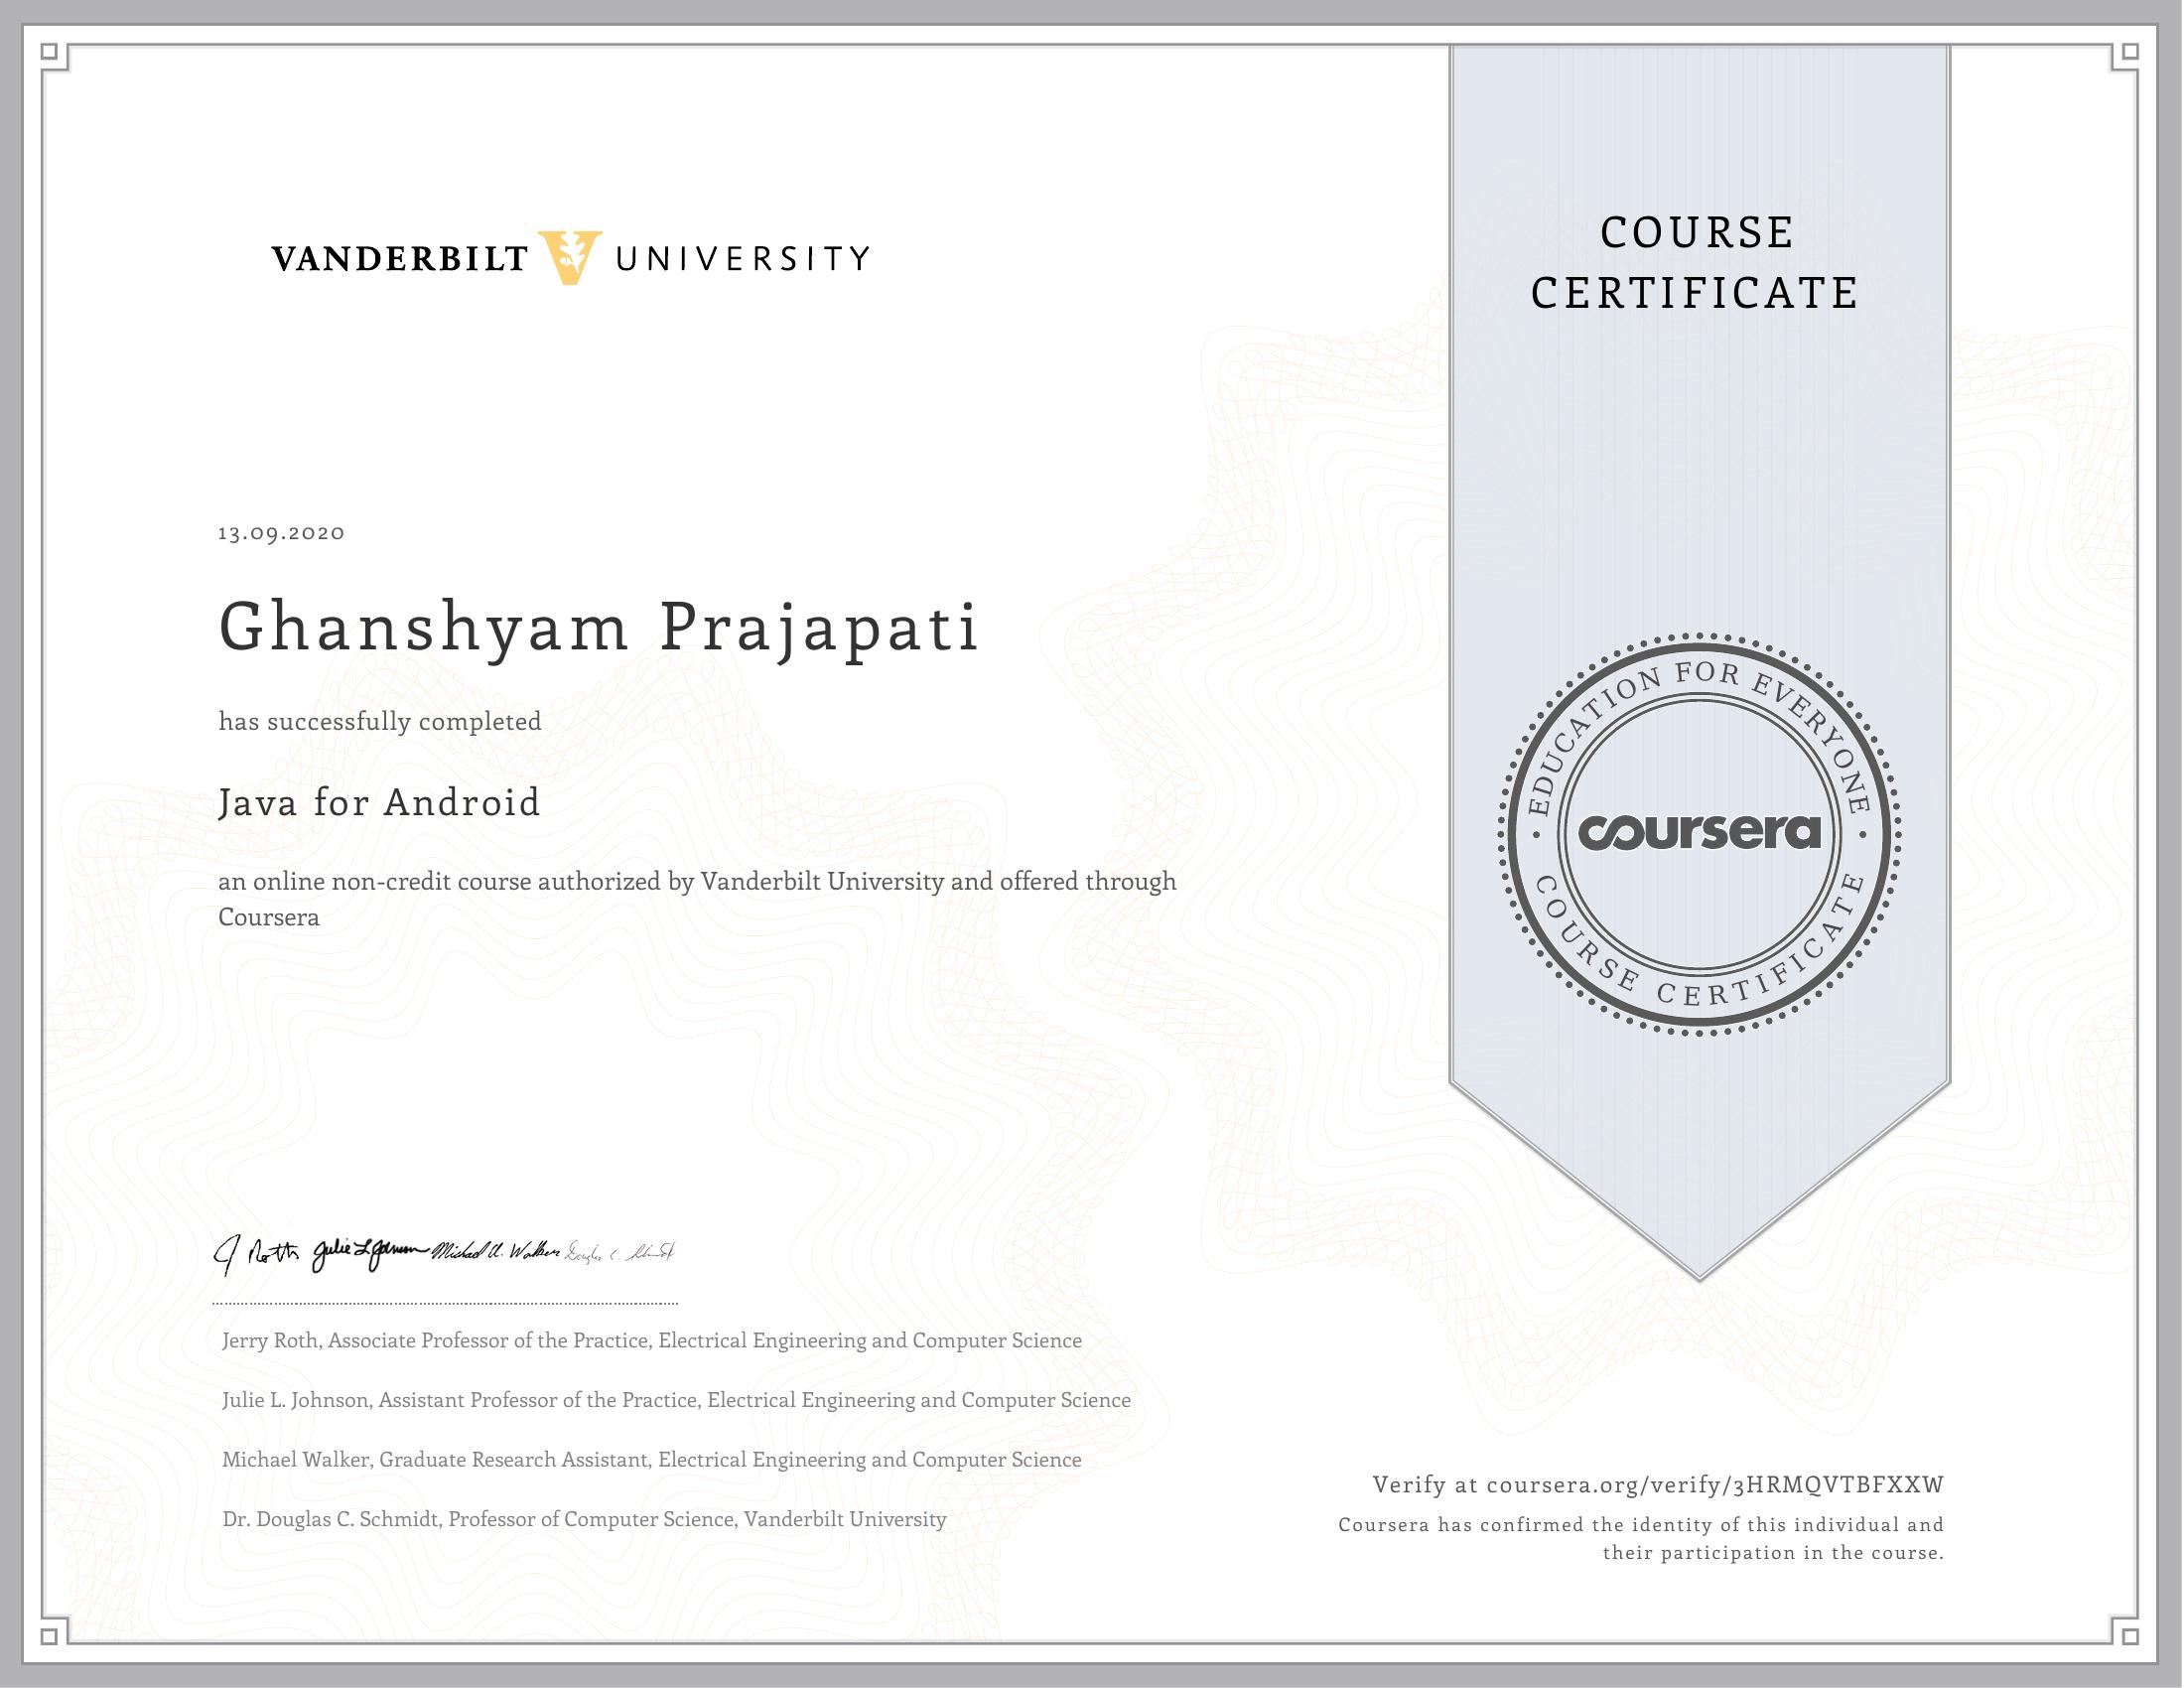 VANDERBILT V UNIVERSITY
COURSE
CERTIFICATE
13.09.2020
Ghanshyam Prajapati
has successfully completed
Java for Android
an online non-credit course authorized by Vanderbilt University and offered through
Coursera
EDUCATION FOR EVERYONE
coursera
COURSE CERTIFICATE
J Roth Julie L Johnson Michael A. Walker Douglas C. Schmidt
Jerry Roth, Associate Professor of the Practice, Electrical Engineering and Computer Science
Julie L. Johnson, Assistant Professor of the Practice, Electrical Engineering and Computer Science
Michael Walker, Graduate Research Assistant, Electrical Engineering and Computer Science
Dr. Douglas C. Schmidt, Professor of Computer Science, Vanderbilt University
Verify at coursera.org/verify/3HRMQVTBFXXW
Coursera has confirmed the identity of this individual and
their participation in the course.